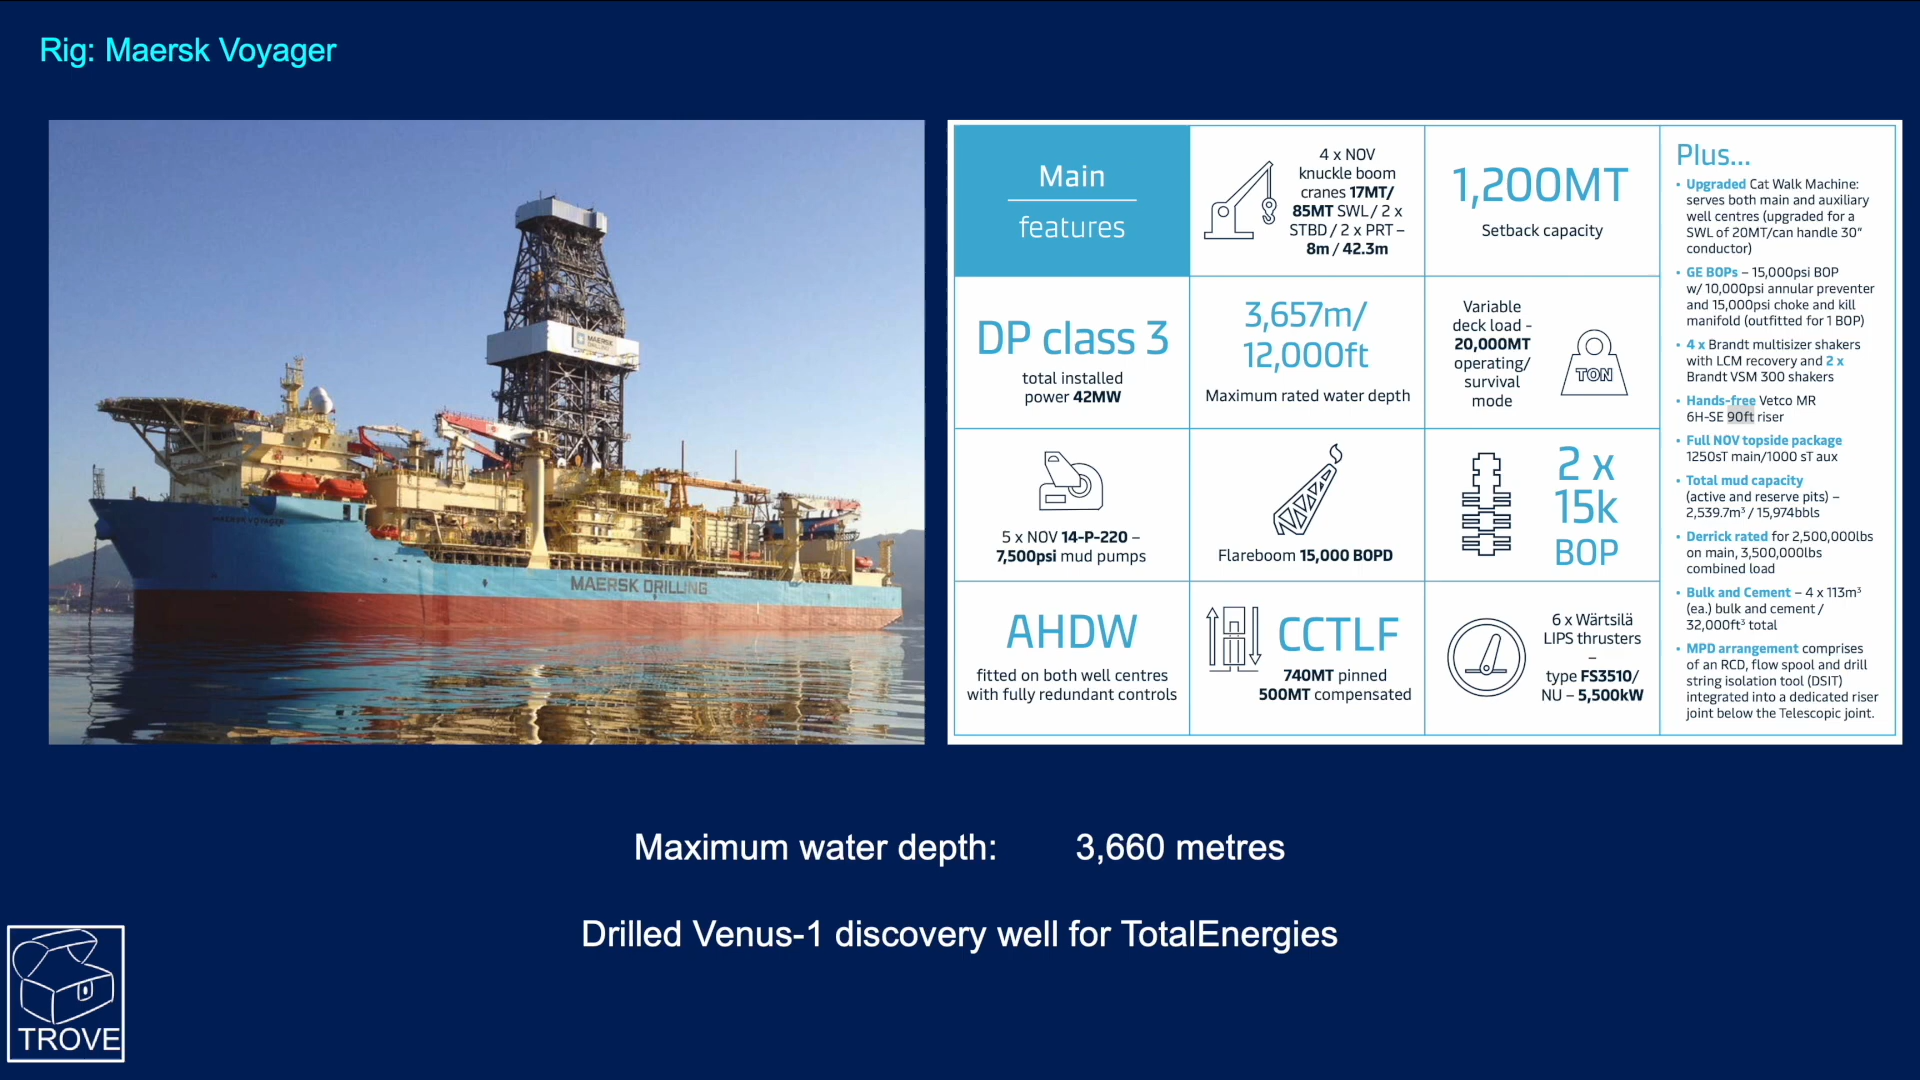 Rig: Maersk Voyager
MAERSK
DRILLING
MAERSK VOYAGER
MAERSK DRILLING
Main
features
4 x NOV
knuckle boom
cranes 17MT/
85MT SWL / 2 x
STBD / 2 x PRT –
8m / 42.3m
1,200MT
Setback capacity
DP class 3
total installed
power 42MW
3,657m/
12,000ft
Maximum rated water depth
Variable
deck load -
20,000MT
operating/
survival
mode
TON
5 x NOV 14-P-220 –
7,500psi mud pumps
Flareboom 15,000 BOPD
2 x
15k
BOP
AHDW
fitted on both well centres
with fully redundant controls
CCTLF
740MT pinned
500MT compensated
6 x Wärtsilä
LIPS thrusters
–
type FS3510/
NU – 5,500kW
Plus...
• Upgraded Cat Walk Machine:
serves both main and auxiliary
well centres (upgraded for a
SWL of 20MT/can handle 30"
conductor)
• GE BOPs – 15,000psi BOP
w/ 10,000psi annular preventer
and 15,000psi choke and kill
manifold (outfitted for 1 BOP)
• 4 x Brandt multisizer shakers
with LCM recovery and 2 x
Brandt VSM 300 shakers
• Hands-free Vetco MR
6H-SE 90ft riser
• Full NOV topside package
1250sT main/1000 sT aux
• Total mud capacity
(active and reserve pits) –
2,539.7m³ / 15,974bbls
• Derrick rated for 2,500,000lbs
on main, 3,500,000lbs
combined load
• Bulk and Cement – 4 x 113m³
(ea.) bulk and cement /
32,000ft³ total
• MPD arrangement comprises
of an RCD, flow spool and drill
string isolation tool (DSIT)
integrated into a dedicated riser
joint below the Telescopic joint.
Maximum water depth: 3,660 metres
Drilled Venus-1 discovery well for TotalEnergies
TROVE